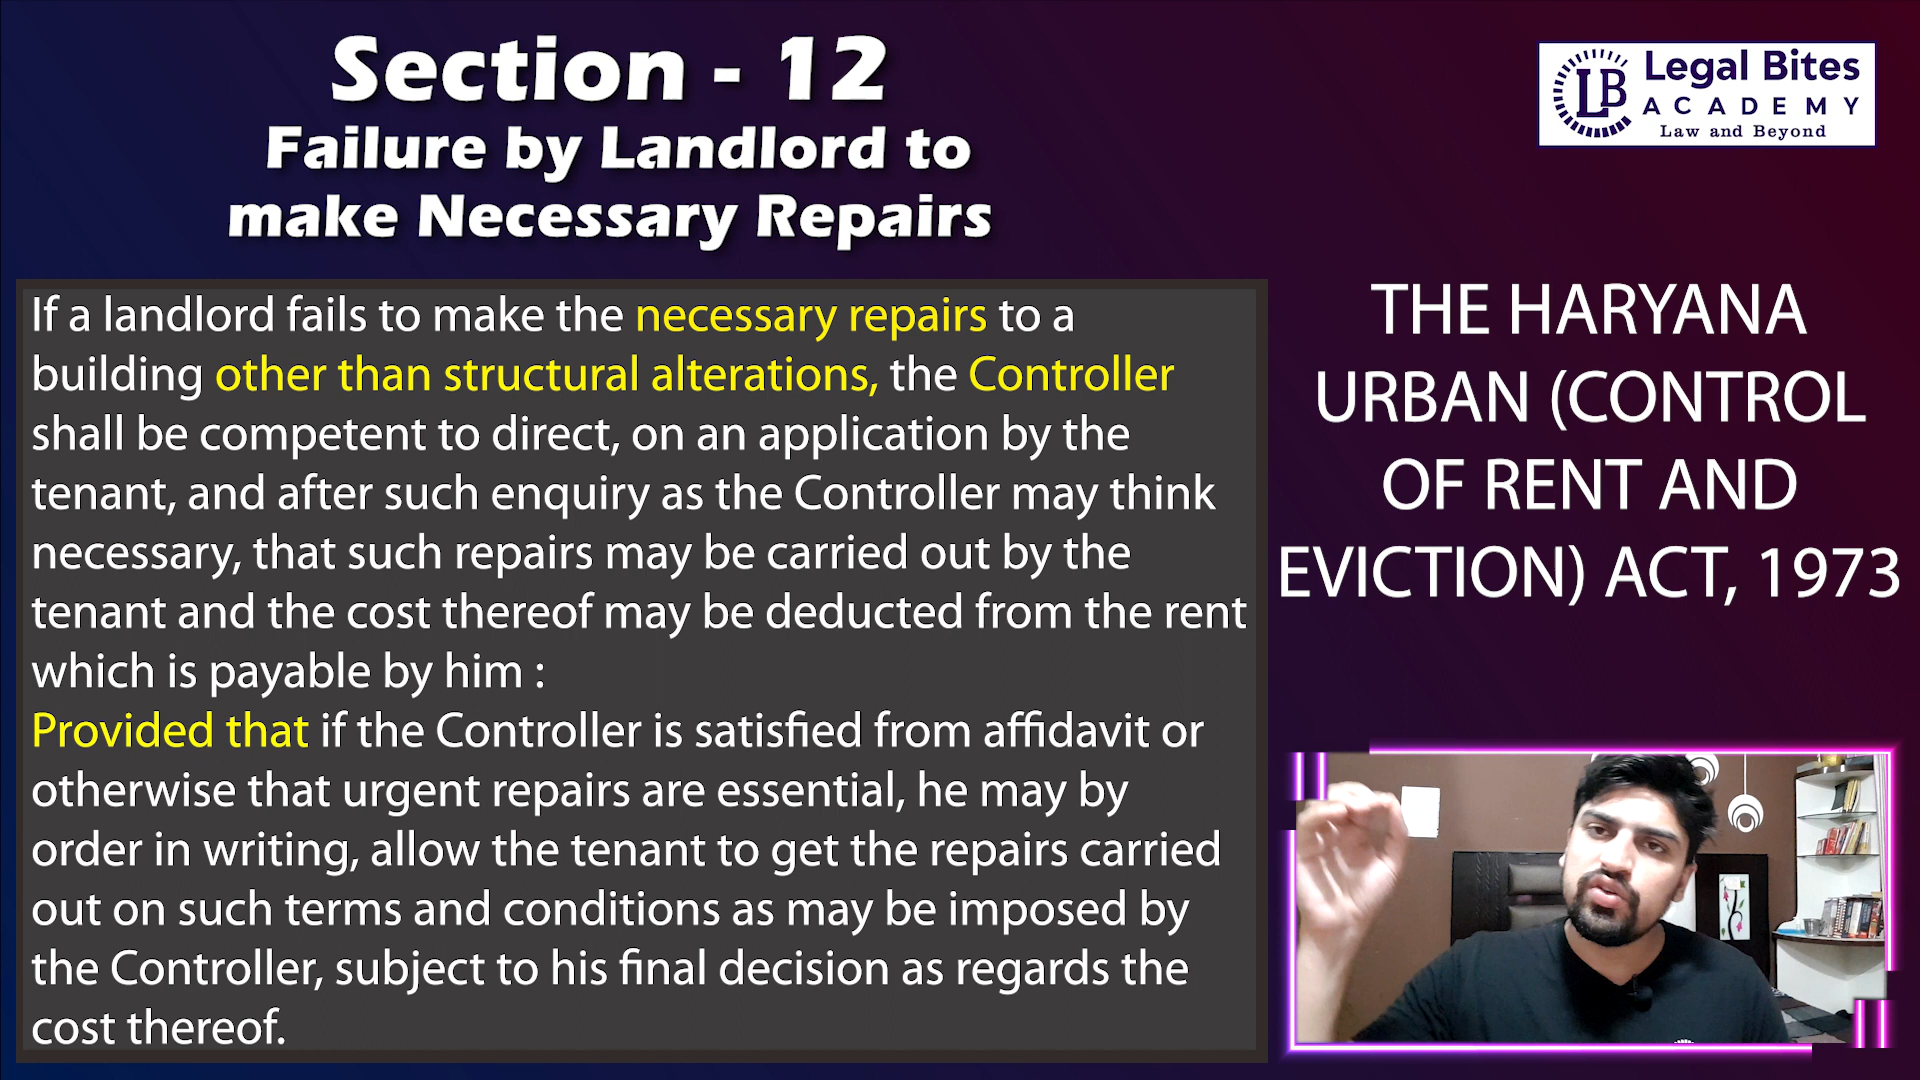 Section - 12
Failure by Landlord to
make Necessary Repairs
LB
Legal Bites
ACADEMY
Law and Beyond
If a landlord fails to make the necessary repairs to a
building other than structural alterations, the Controller
shall be competent to direct, on an application by the
tenant, and after such enquiry as the Controller may think
necessary, that such repairs may be carried out by the
tenant and the cost thereof may be deducted from the rent
which is payable by him :
Provided that if the Controller is satisfied from affidavit or
otherwise that urgent repairs are essential, he may by
order in writing, allow the tenant to get the repairs carried
out on such terms and conditions as may be imposed by
the Controller, subject to his final decision as regards the
cost thereof.
THE HARYANA
URBAN (CONTROL
OF RENT AND
EVICTION) ACT, 1973